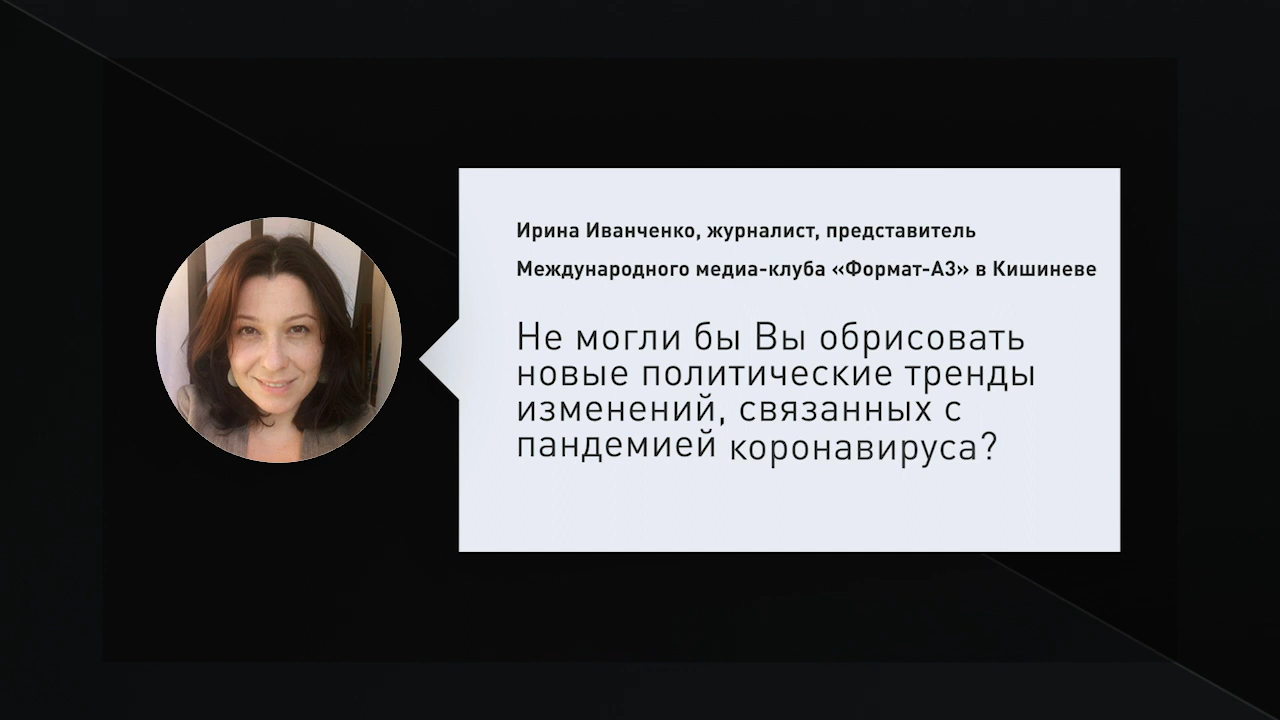 Ирина Иванченко, журналист, представитель
Международного медиа-клуба «Формат-А3» в Кишиневе
Не могли бы Вы обрисовать
новые политические тренды
изменений, связанных с
пандемией коронавируса?